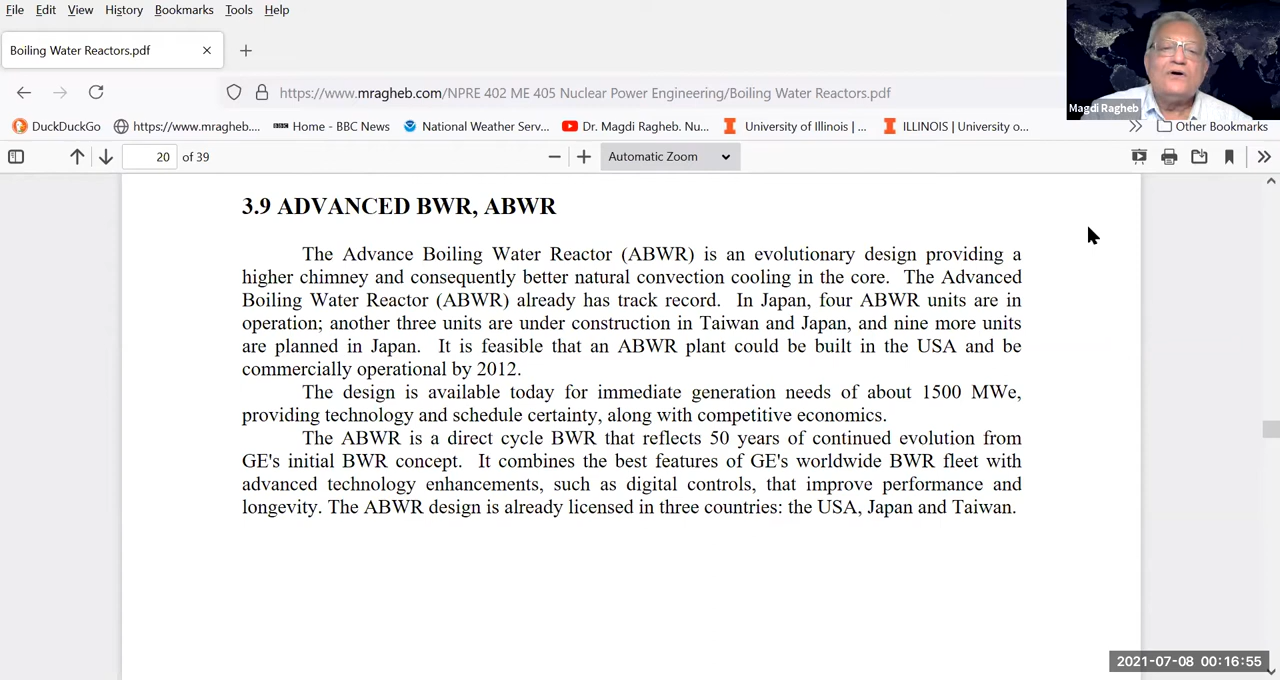 File Edit View History Bookmarks Tools Help
Boiling Water Reactors.pdf
https://www.mragheb.com/NPRE 402 ME 405 Nuclear Power Engineering/Boiling Water Reactors.pdf
Magdi Ragheb
DuckDuckGo https://www.mragheb.... Home - BBC News National Weather Serv... Dr. Magdi Ragheb. Nu... University of Illinois | ... ILLINOIS | University o... Other Bookmarks
20 of 39 Automatic Zoom
3.9 ADVANCED BWR, ABWR
The Advance Boiling Water Reactor (ABWR) is an evolutionary design providing a
higher chimney and consequently better natural convection cooling in the core. The Advanced
Boiling Water Reactor (ABWR) already has track record. In Japan, four ABWR units are in
operation; another three units are under construction in Taiwan and Japan, and nine more units
are planned in Japan. It is feasible that an ABWR plant could be built in the USA and be
commercially operational by 2012.
The design is available today for immediate generation needs of about 1500 MWe,
providing technology and schedule certainty, along with competitive economics.
The ABWR is a direct cycle BWR that reflects 50 years of continued evolution from
GE's initial BWR concept. It combines the best features of GE's worldwide BWR fleet with
advanced technology enhancements, such as digital controls, that improve performance and
longevity. The ABWR design is already licensed in three countries: the USA, Japan and Taiwan.
2021-07-08 00:16:55